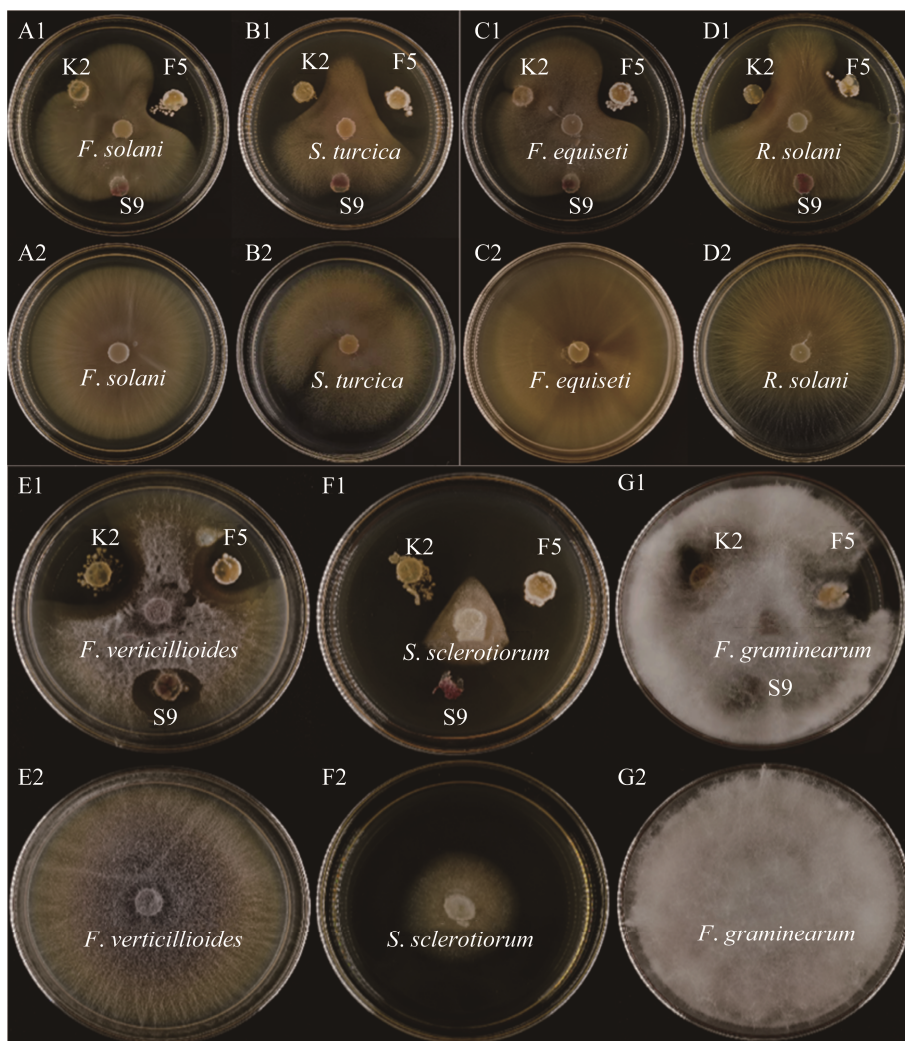 A1
K2
F5
F. solani
S9
B1
K2
F5
S. turcica
S9
C1
K2
F5
F. equiseti
S9
D1
K2
F5
R. solani
S9
A2
F. solani
B2
S. turcica
C2
F. equiseti
D2
R. solani
E1
K2
F5
F. verticillioides
S9
F1
K2
F5
S. sclerotiorum
S9
G1
K2
F5
F. graminearum
S9
E2
F. verticillioides
F2
S. sclerotiorum
G2
F. graminearum